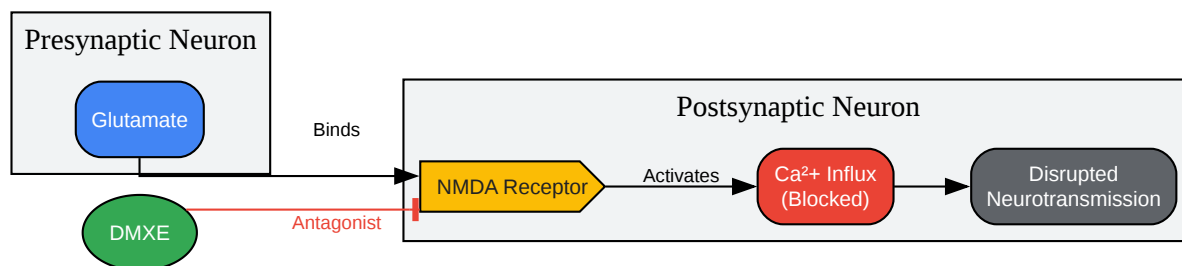 Presynaptic Neuron
Glutamate
Binds
Postsynaptic Neuron
NMDA Receptor
Activates
Ca²+ Influx
(Blocked)
Disrupted
Neurotransmission
DMXE
Antagonist